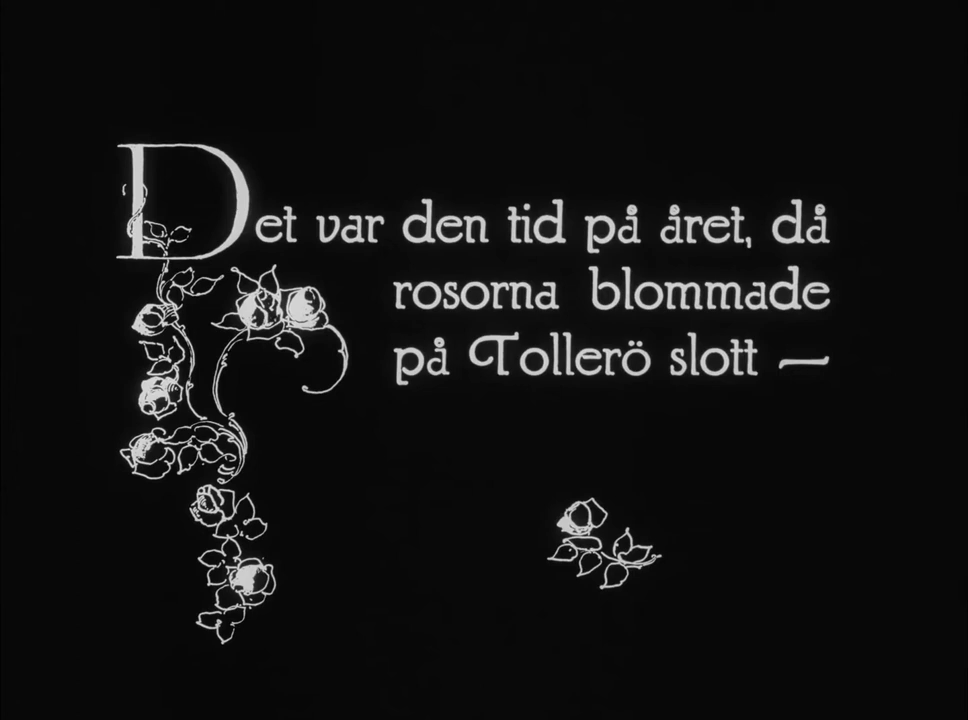 Det var den tid på året, då
rosorna blommade
på Tollerö slott —